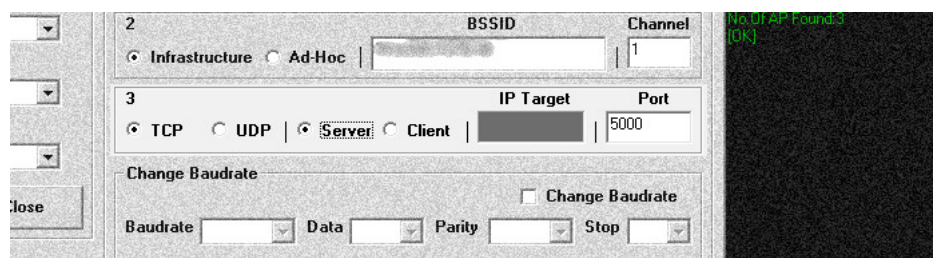 2 BSSID Channel
Infrastructure Ad-Hoc | | 1
3 IP Target Port
TCP UDP | Server Client | | 5000
Change Baudrate
Change Baudrate
Close
Baudrate Data Parity Stop
No.Of AP Found:3
[OK]